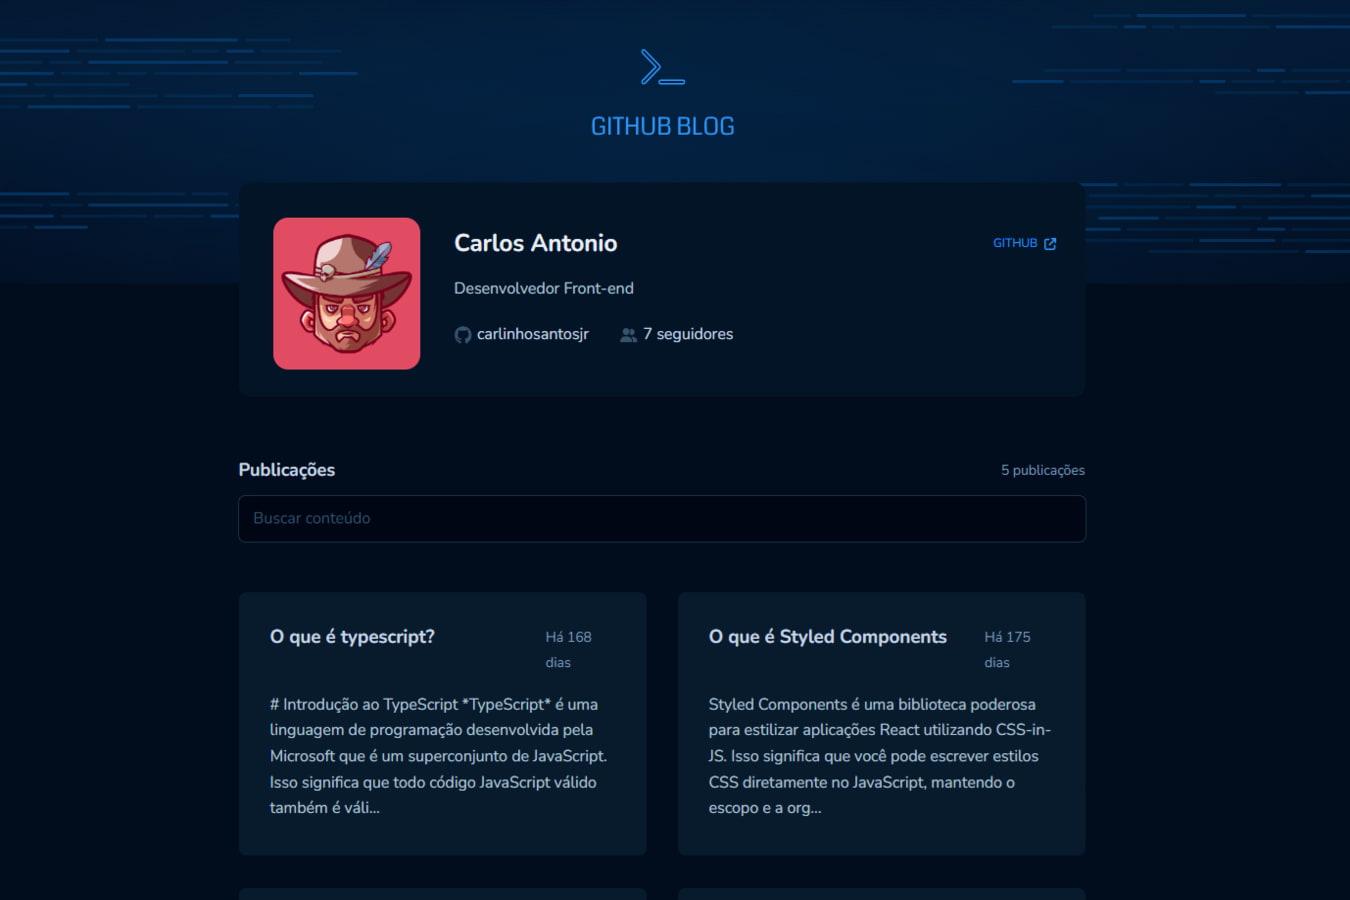 GITHUB BLOG
Carlos Antonio
GITHUB
Desenvolvedor Front-end
carlinhosantosjr
7 seguidores
Publicações
5 publicações
Buscar conteúdo
O que é typescript?
Há 168
dias
# Introdução ao TypeScript *TypeScript* é uma
linguagem de programação desenvolvida pela
Microsoft que é um superconjunto de JavaScript.
Isso significa que todo código JavaScript válido
também é váli...
O que é Styled Components
Há 175
dias
Styled Components é uma biblioteca poderosa
para estilizar aplicações React utilizando CSS-in-
JS. Isso significa que você pode escrever estilos
CSS diretamente no JavaScript, mantendo o
escopo e a org...